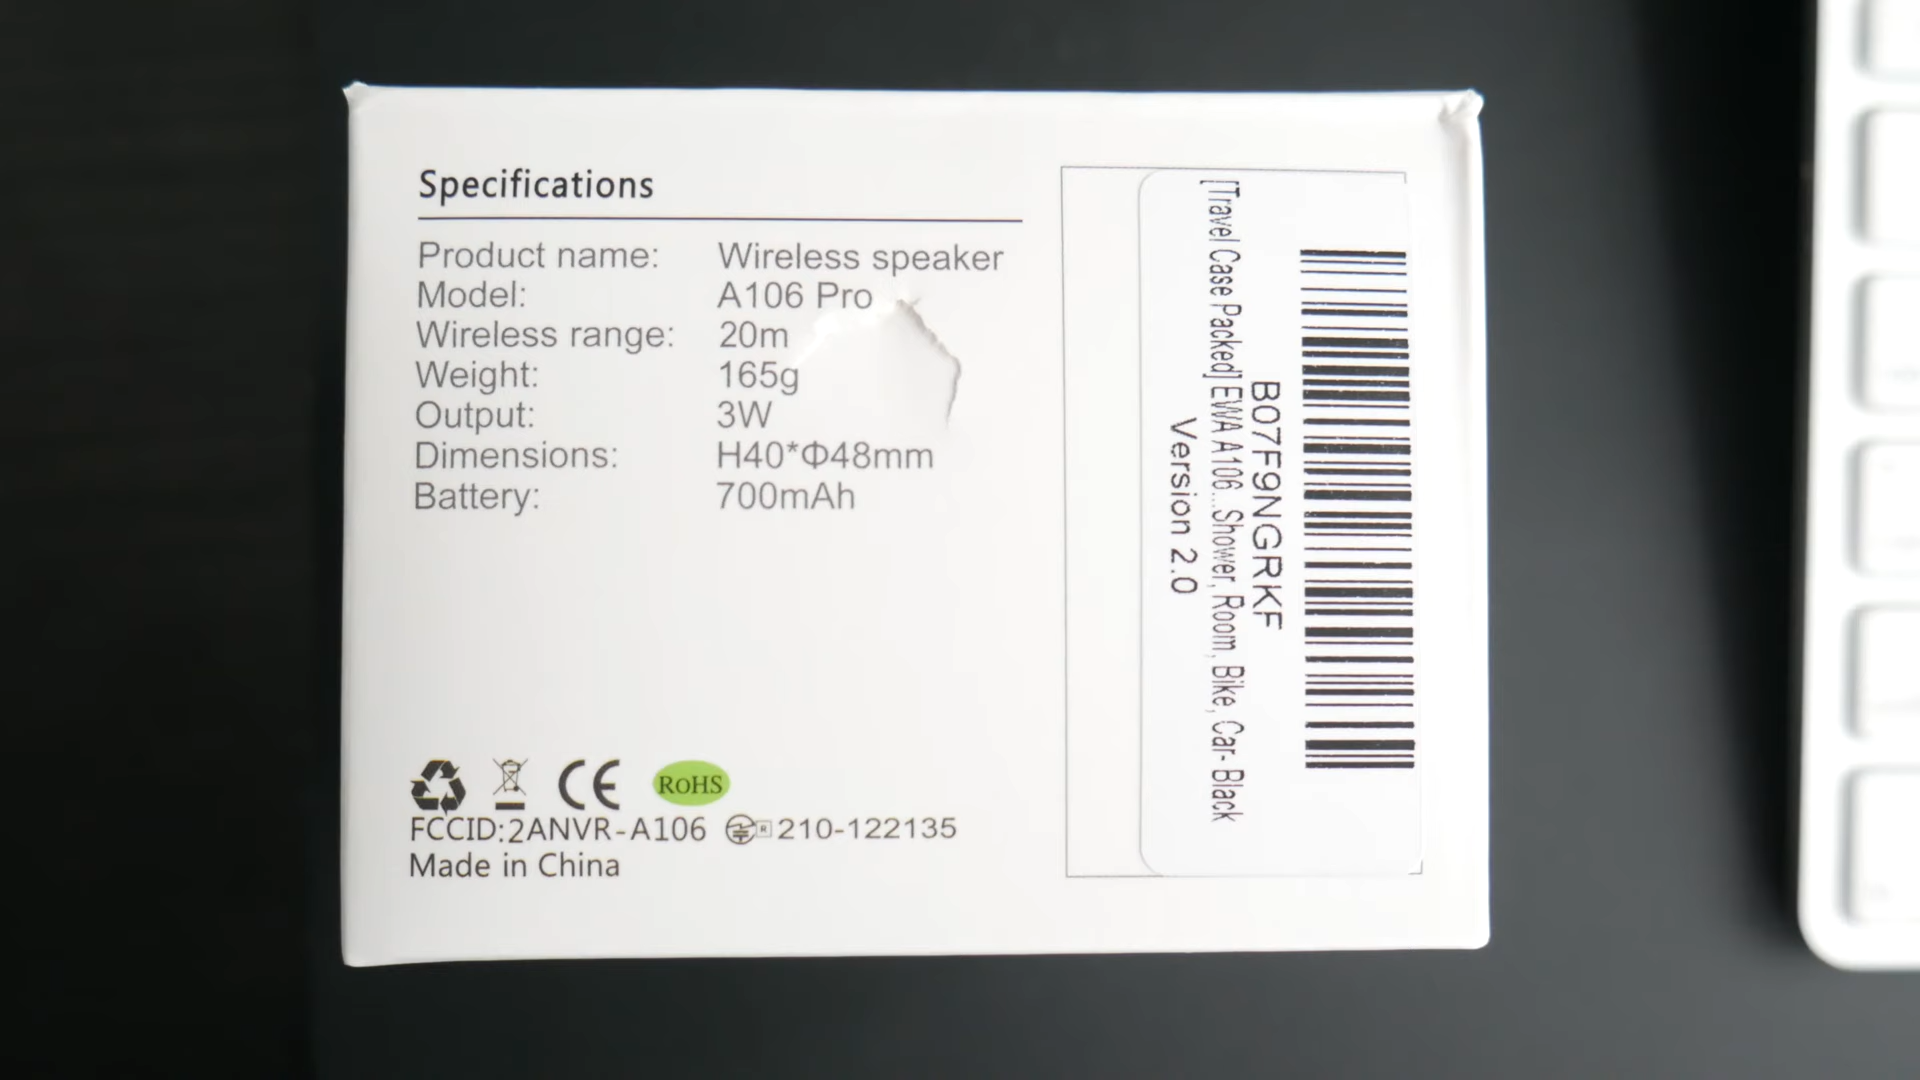 Specifications
Product name: Wireless speaker
Model: A106 Pro
Wireless range: 20m
Weight: 165g
Output: 3W
Dimensions: H40*Φ48mm
Battery: 700mAh
CE RoHS
FCCID:2ANVR-A106 R 210-122135
Made in China
B07F9NGRKF
[Travel Case Packed] EWA A106...Shower, Room, Bike, Car- Black
Version 2.0